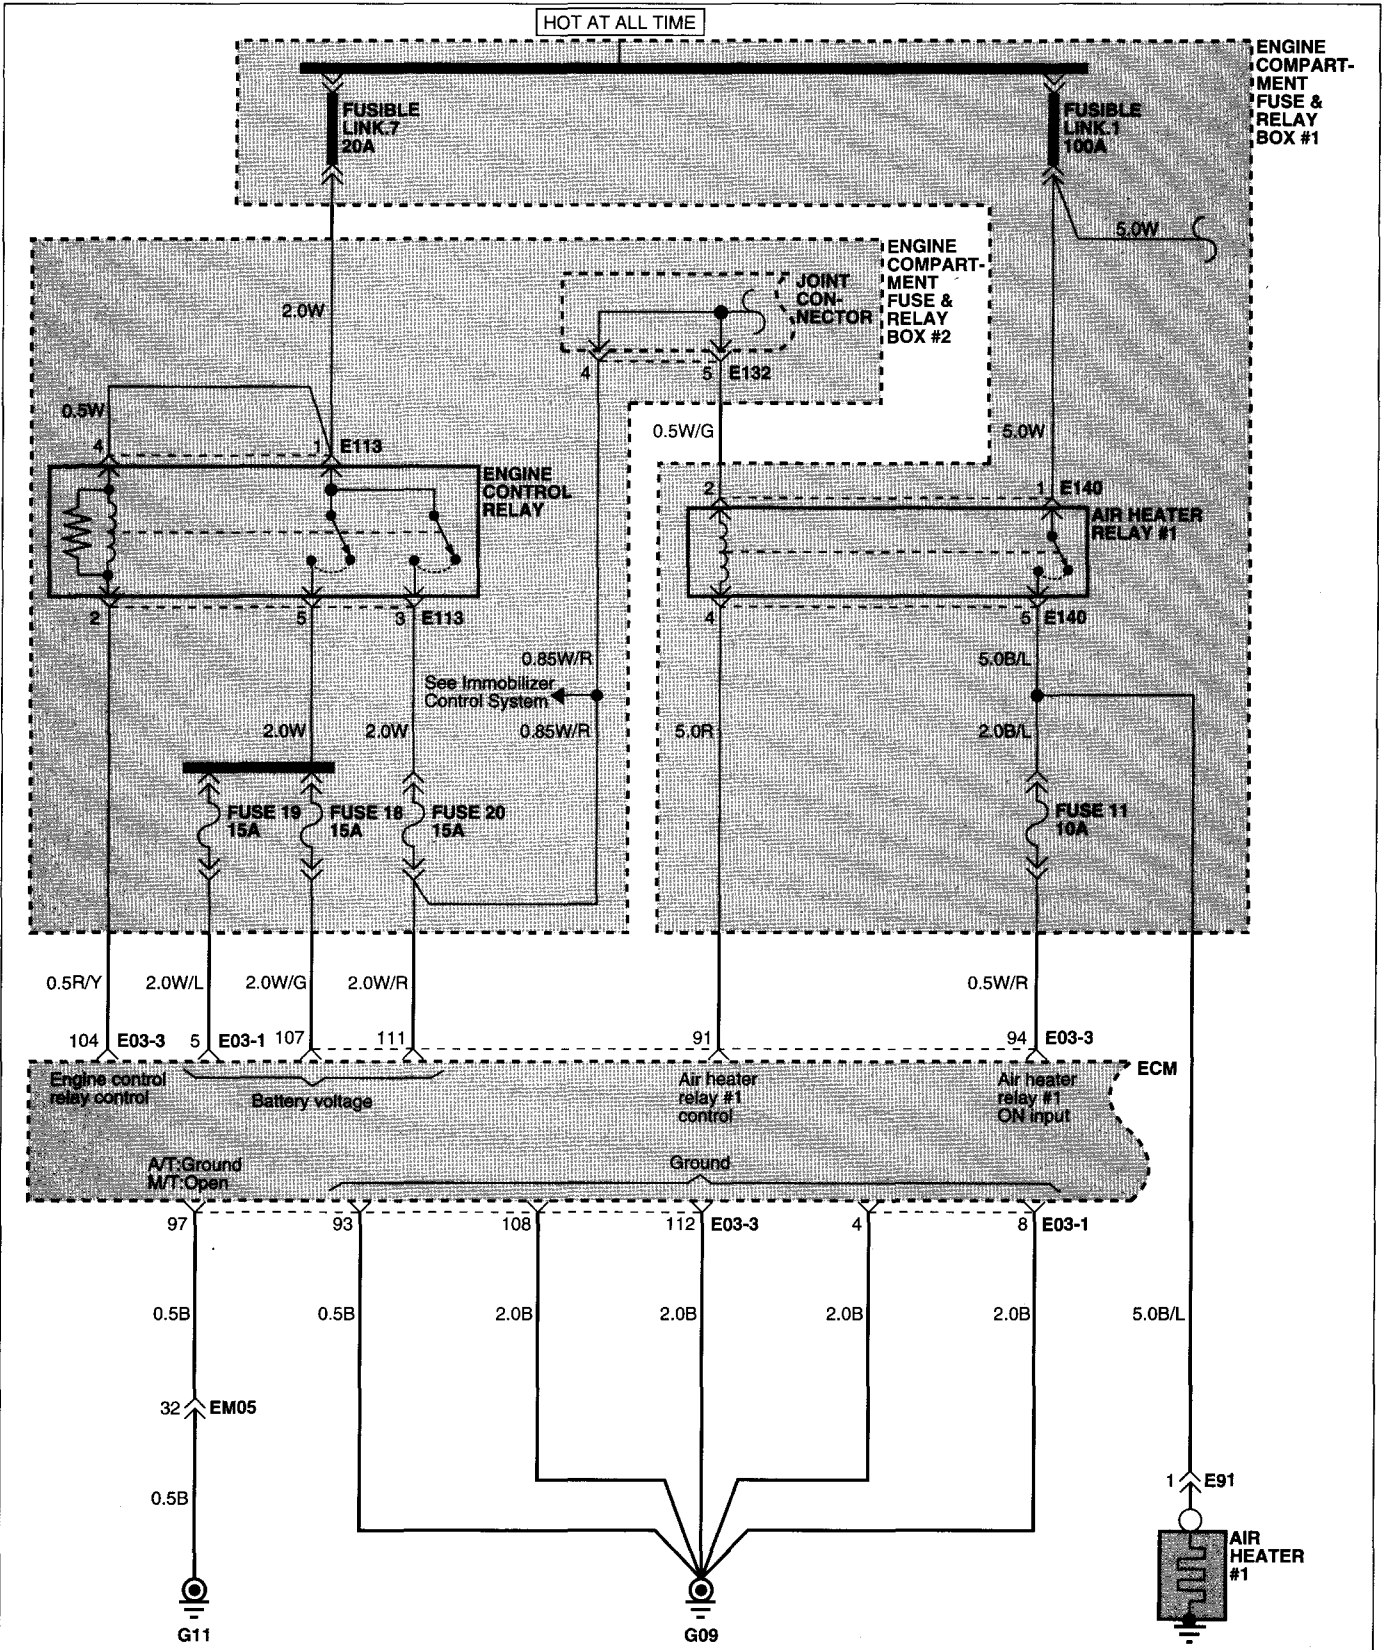 HOT AT ALL TIME
ENGINE
COMPART-
MENT
FUSE &
RELAY
BOX #1
FUSIBLE
LINK.7
20A
FUSIBLE
LINK.1
100A
5.0W
ENGINE
COMPART-
MENT
FUSE &
RELAY
BOX #2
JOINT
CON-
NECTOR
2.0W
4
5
E132
0.5W
0.5W/G
5.0W
4
1
E113
ENGINE
CONTROL
RELAY
2
1
E140
AIR HEATER
RELAY #1
2
5
3
E113
4
5
E140
0.85W/R
5.0B/L
See Immobilizer
Control System
2.0W
2.0W
0.85W/R
5.0R
2.0B/L
FUSE 19
15A
FUSE 18
15A
FUSE 20
15A
FUSE 11
10A
0.5R/Y
2.0W/L
2.0W/G
2.0W/R
0.5W/R
104
E03-3
5
E03-1
107
111
91
94
E03-3
ECM
Engine control
relay control
Battery voltage
Air heater
relay #1
control
Air heater
relay #1
ON input
A/T:Ground
M/T:Open
Ground
97
93
108
112
E03-3
4
8
E03-1
0.5B
0.5B
2.0B
2.0B
2.0B
2.0B
5.0B/L
32
EM05
0.5B
1
E91
AIR
HEATER
#1
G11
G09